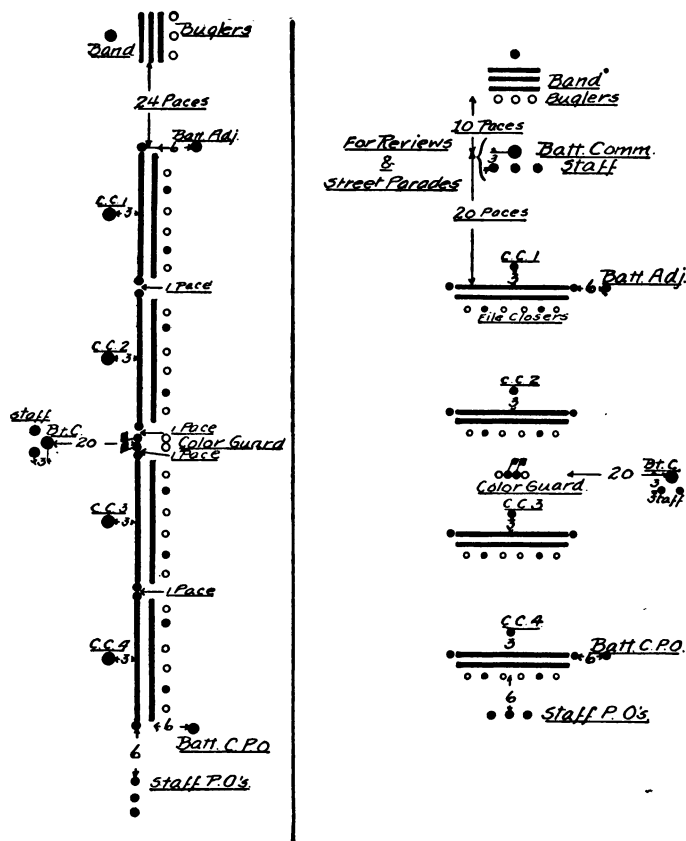 Buglers
Band
24 Paces
Batt. Adj.
6
C.C.1
3
1 Pace
C.C.2
3
Staff
Bt.C.
20
3
1 Pace
Color Guard
1 Pace
C.C.3
3
1 Pace
C.C.4
3
6
Batt. C.P.O
6
Staff P.O's.
Band
Buglers
10 Paces
For Reviews
&
Street Parades
Batt. Comm.
3
Staff
20 Paces
C.C.1
3
6
Batt. Adj.
File Closers
C.C.2
3
Color Guard
20
Bt.C.
3
3
Staff
C.C.3
3
C.C.4
3
Batt. C.P.O.
6
6
Staff P.O's.